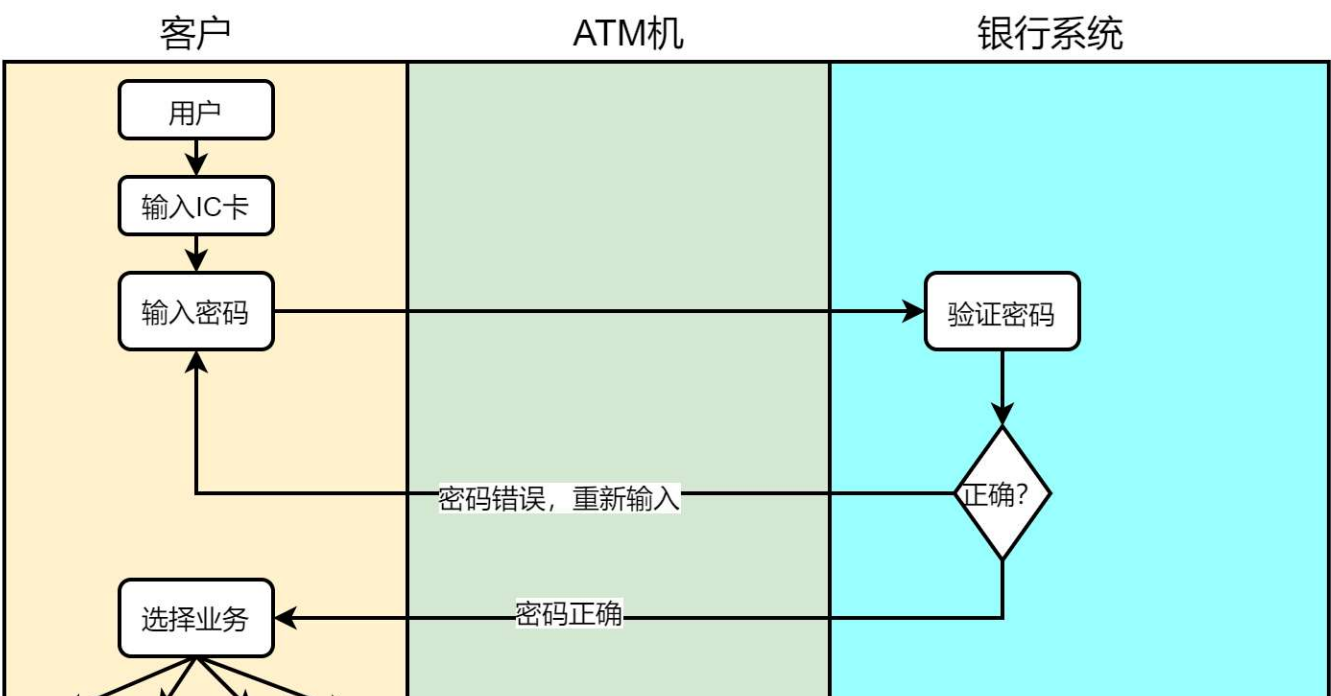 客户
ATM机
银行系统
用户
输入IC卡
输入密码
验证密码
正确?
密码错误，重新输入
密码正确
选择业务